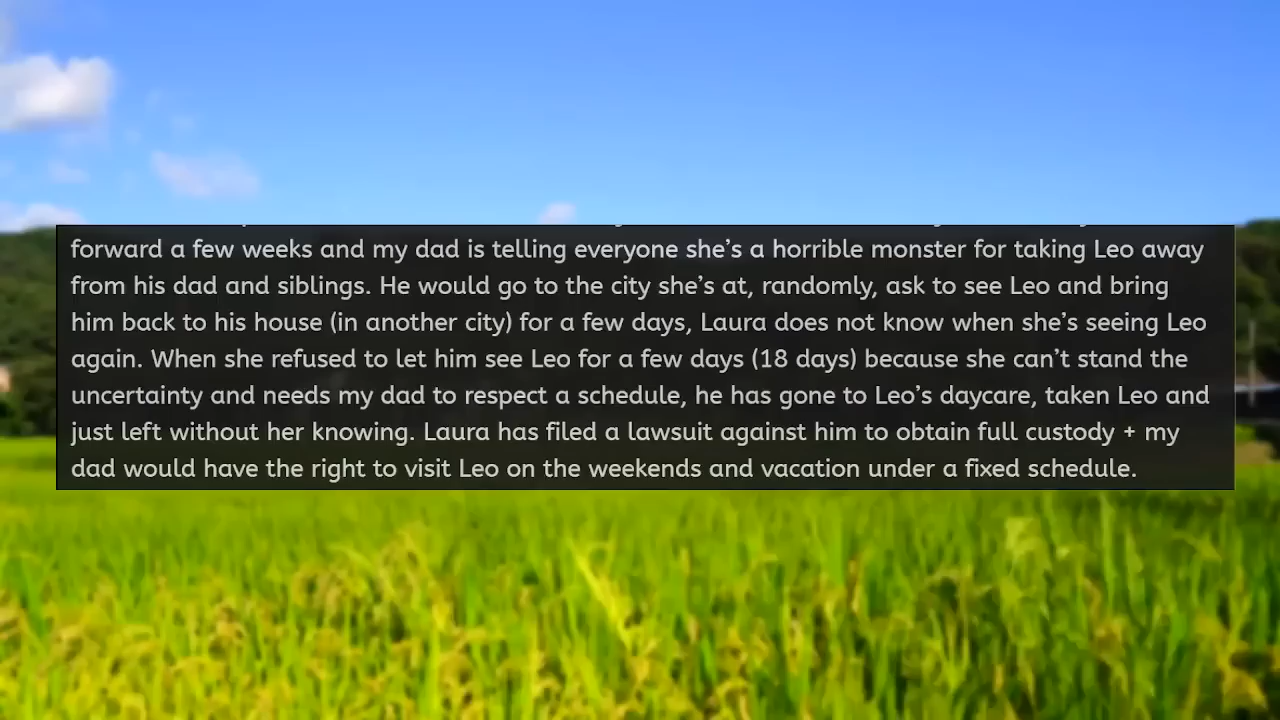 forward a few weeks and my dad is telling everyone she’s a horrible monster for taking Leo away
from his dad and siblings. He would go to the city she’s at, randomly, ask to see Leo and bring
him back to his house (in another city) for a few days, Laura does not know when she’s seeing Leo
again. When she refused to let him see Leo for a few days (18 days) because she can’t stand the
uncertainty and needs my dad to respect a schedule, he has gone to Leo’s daycare, taken Leo and
just left without her knowing. Laura has filed a lawsuit against him to obtain full custody + my
dad would have the right to visit Leo on the weekends and vacation under a fixed schedule.